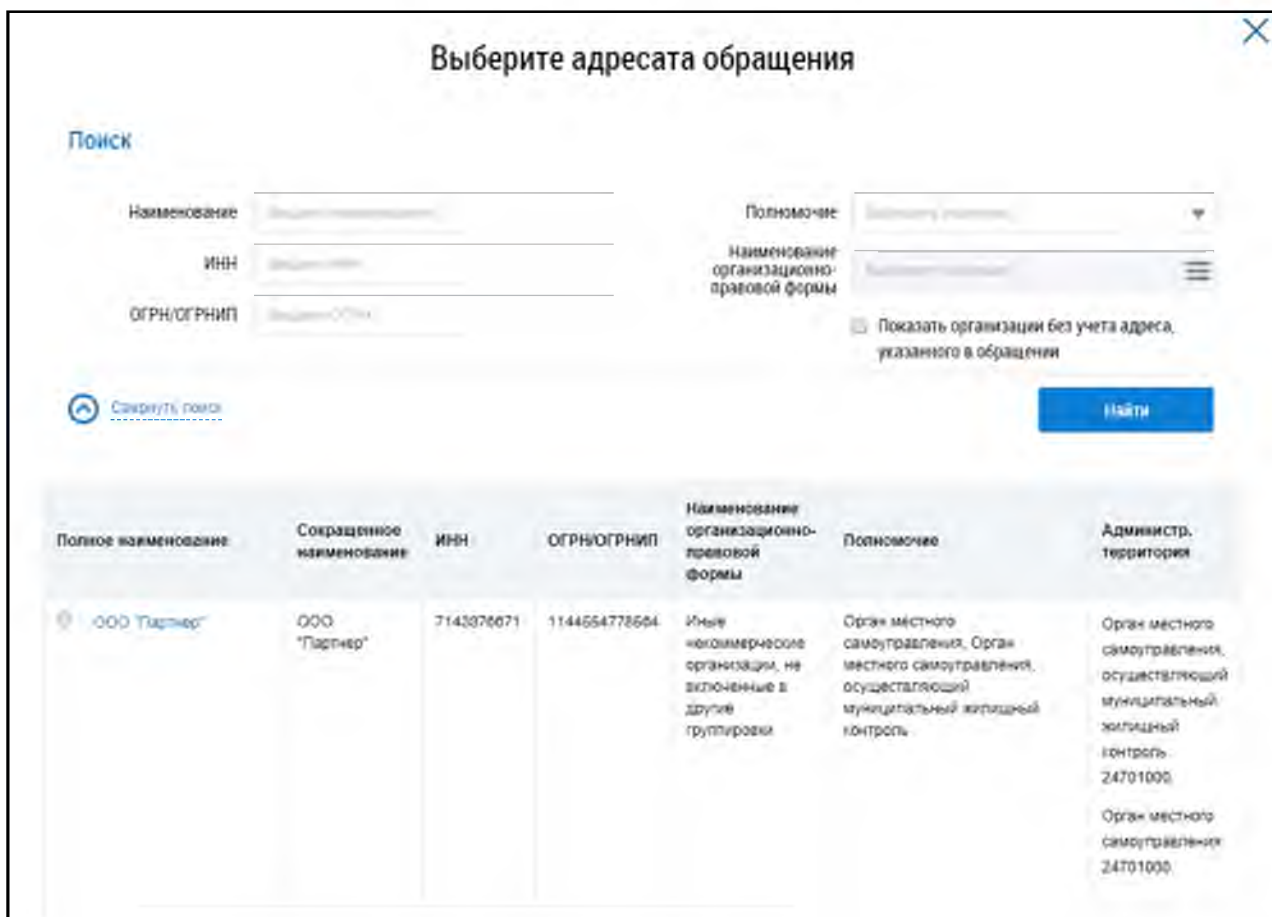 Выберите адресата обращения
Поиск
Наименование
ИНН
ОГРН/ОГРНИП
Полномочие
Наименование
организационно-
правовой формы
Показать организации без учета адреса,
указанного в обращении
Свернуть поиск
Найти
Полное наименование
Сокращенное
наименование
ИНН
ОГРН/ОГРНИП
Наименование
организационно-
правовой
формы
Полномочие
Администр.
территория
ООО "Партнер"
ООО
"Партнер"
Иные
некоммерческие
организации, не
включенные в
другие
группировки
Орган местного
самоуправления, Орган
местного самоуправления,
осуществляющий
муниципальный жилищный
контроль
Орган местного
самоуправления,
осуществляющий
муниципальный
жилищный
контроль
24701000
Орган местного
самоуправления
24701000